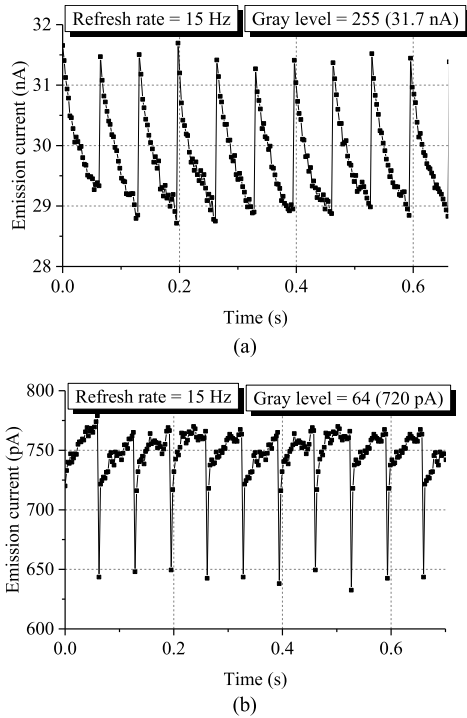 Refresh rate = 15 Hz
Gray level = 255 (31.7 nA)
Emission current (nA)
32
31
30
29
28
0.0 0.2 0.4 0.6
Time (s)
(a)
Refresh rate = 15 Hz
Gray level = 64 (720 pA)
Emission current (pA)
800
750
700
650
600
0.0 0.2 0.4 0.6
Time (s)
(b)